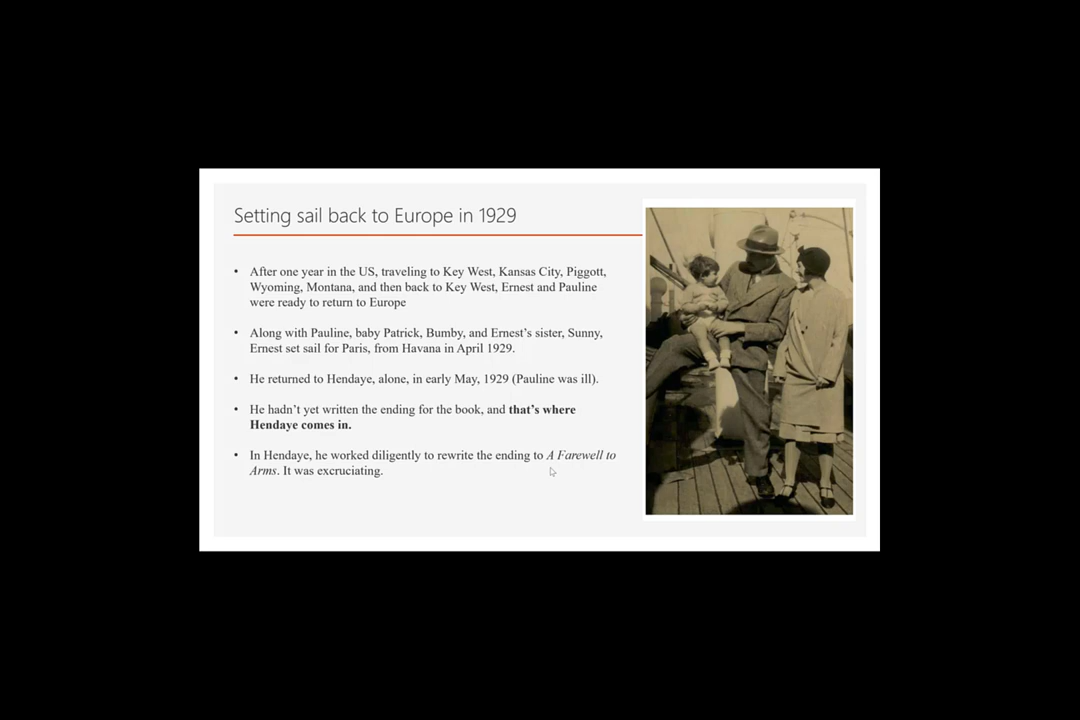 Setting sail back to Europe in 1929
• After one year in the US, traveling to Key West, Kansas City, Piggott,
Wyoming, Montana, and then back to Key West, Ernest and Pauline
were ready to return to Europe
• Along with Pauline, baby Patrick, Bumby, and Ernest’s sister, Sunny,
Ernest set sail for Paris, from Havana in April 1929.
• He returned to Hendaye, alone, in early May, 1929 (Pauline was ill).
• He hadn’t yet written the ending for the book, and that’s where
Hendaye comes in.
• In Hendaye, he worked diligently to rewrite the ending to A Farewell to
Arms. It was excruciating.